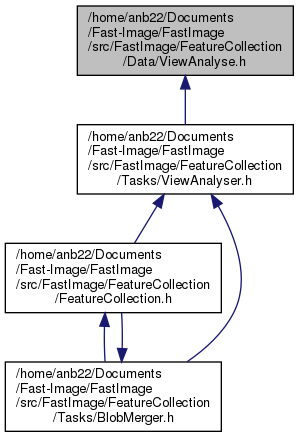 /home/anb22/Documents
/Fast-Image/FastImage
/src/FastImage/FeatureCollection
/Data/ViewAnalyse.h
/home/anb22/Documents
/Fast-Image/FastImage
/src/FastImage/FeatureCollection
/Tasks/ViewAnalyser.h
/home/anb22/Documents
/Fast-Image/FastImage
/src/FastImage/FeatureCollection
/FeatureCollection.h
/home/anb22/Documents
/Fast-Image/FastImage
/src/FastImage/FeatureCollection
/Tasks/BlobMerger.h